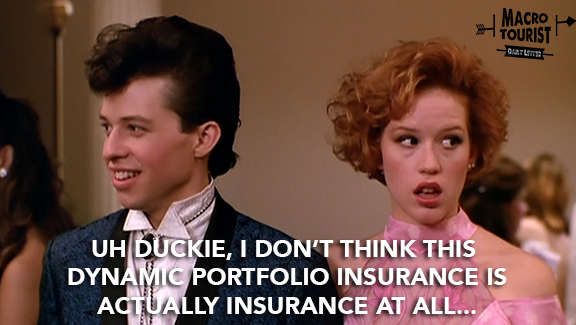 MACRO
TOURIST
DAILY LETTER
UH DUCKIE, I DON'T THINK THIS
DYNAMIC PORTFOLIO INSURANCE IS
ACTUALLY INSURANCE AT ALL...